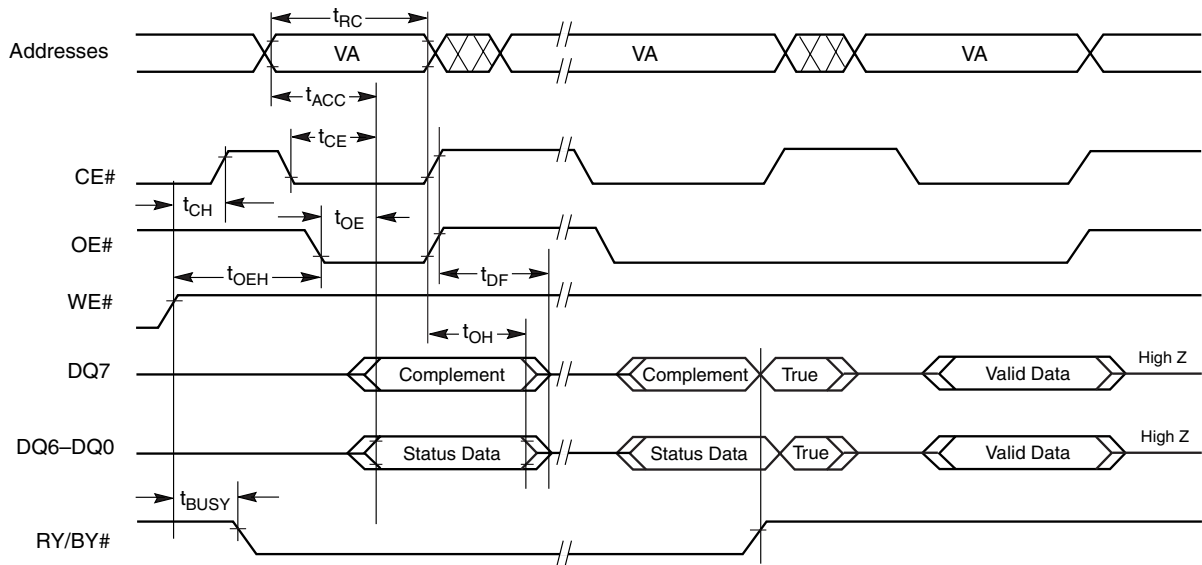 tRC
Addresses VA VA VA
tACC
tCE
CE#
tCH tOE
OE#
tOEH tDF
WE#
tOH
DQ7 Complement Complement True Valid Data High Z
DQ6–DQ0 Status Data Status Data True Valid Data High Z
tBUSY
RY/BY#